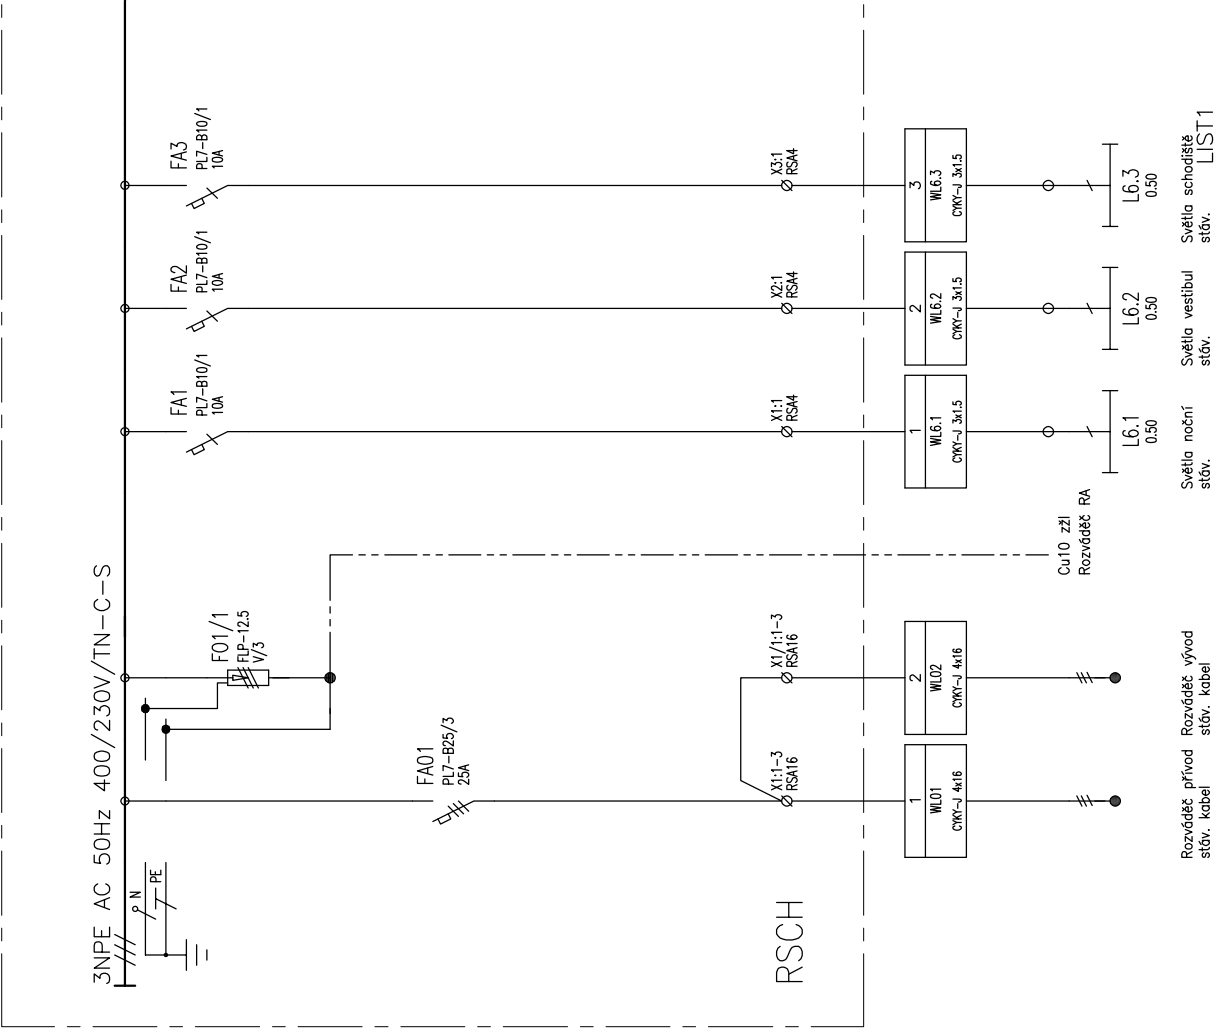 3NPE AC 50Hz 400/230V/TN-C-S
N
PE
FA01
PL7-B25/3
25A
F01/1
FLP-12.5
V/3
FA1
PL7-B10/1
10A
FA2
PL7-B10/1
10A
FA3
PL7-B10/1
10A
RSCH
X1:1-3
RSA16
X1/1:1-3
RSA16
X1:1
RSA4
X2:1
RSA4
X3:1
RSA4
1
WL01
CYKY-J 4x16
2
WL02
CYKY-J 4x16
1
WL6.1
CYKY-J 3x1.5
2
WL6.2
CYKY-J 3x1.5
3
WL6.3
CYKY-J 3x1.5
Cu10 zžl
Rozváděč RA
L6.1
0.50
L6.2
0.50
L6.3
0.50
Rozváděč přívod
stáv. kabel
Rozváděč vývod
stáv. kabel
Světla noční
stáv.
Světla vestibul
stáv.
Světla schodiště
stáv.
LIST1